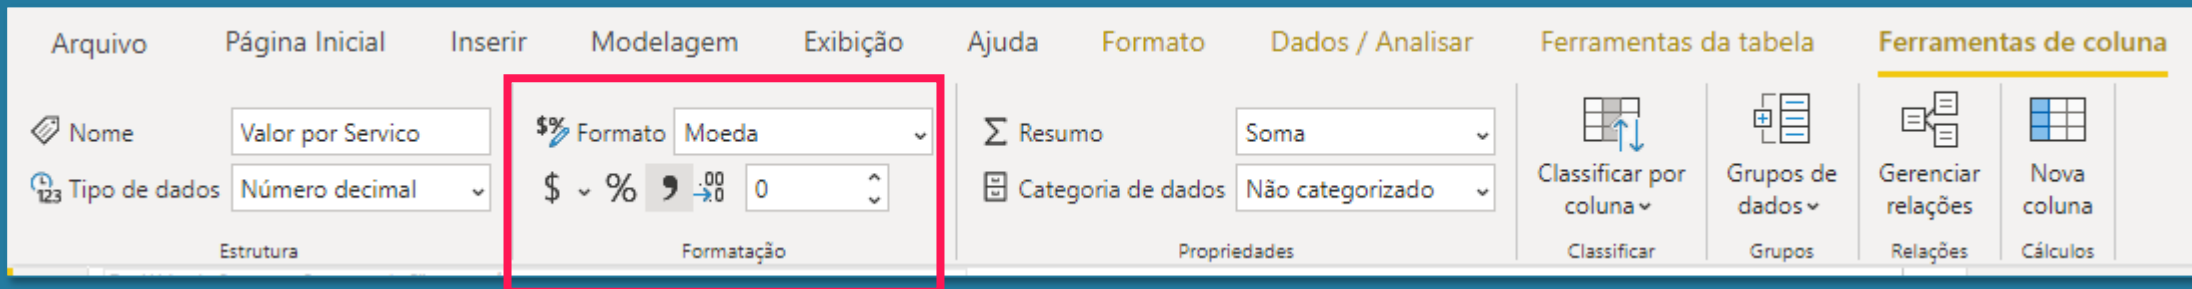 Arquivo Página Inicial Inserir Modelagem Exibição Ajuda Formato Dados / Analisar Ferramentas da tabela Ferramentas de coluna
Nome Valor por Servico
Tipo de dados Número decimal
Estrutura
$% Formato Moeda
$ % , .00 0
Formatação
Resumo Soma
Categoria de dados Não categorizado
Propriedades
Classificar por
coluna
Classificar
Grupos de
dados
Grupos
Gerenciar
relações
Relações
Nova
coluna
Cálculos